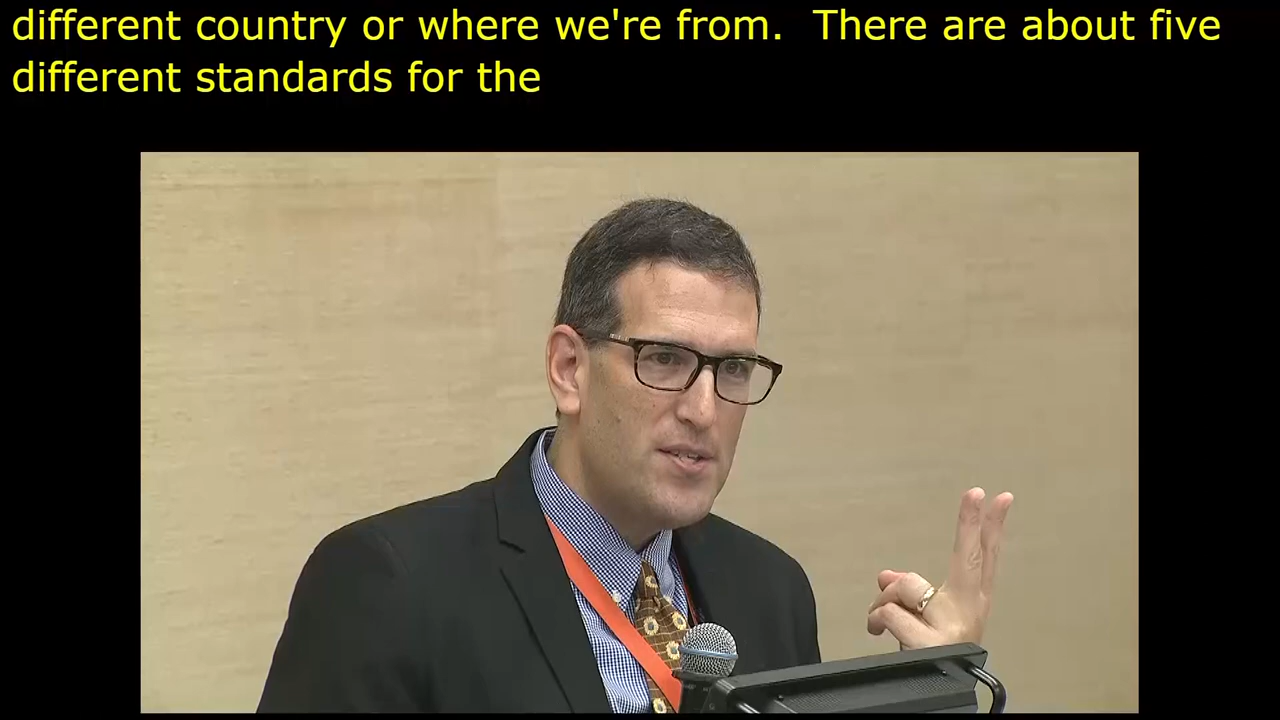 different country or where we're from.  There are about five
different standards for the